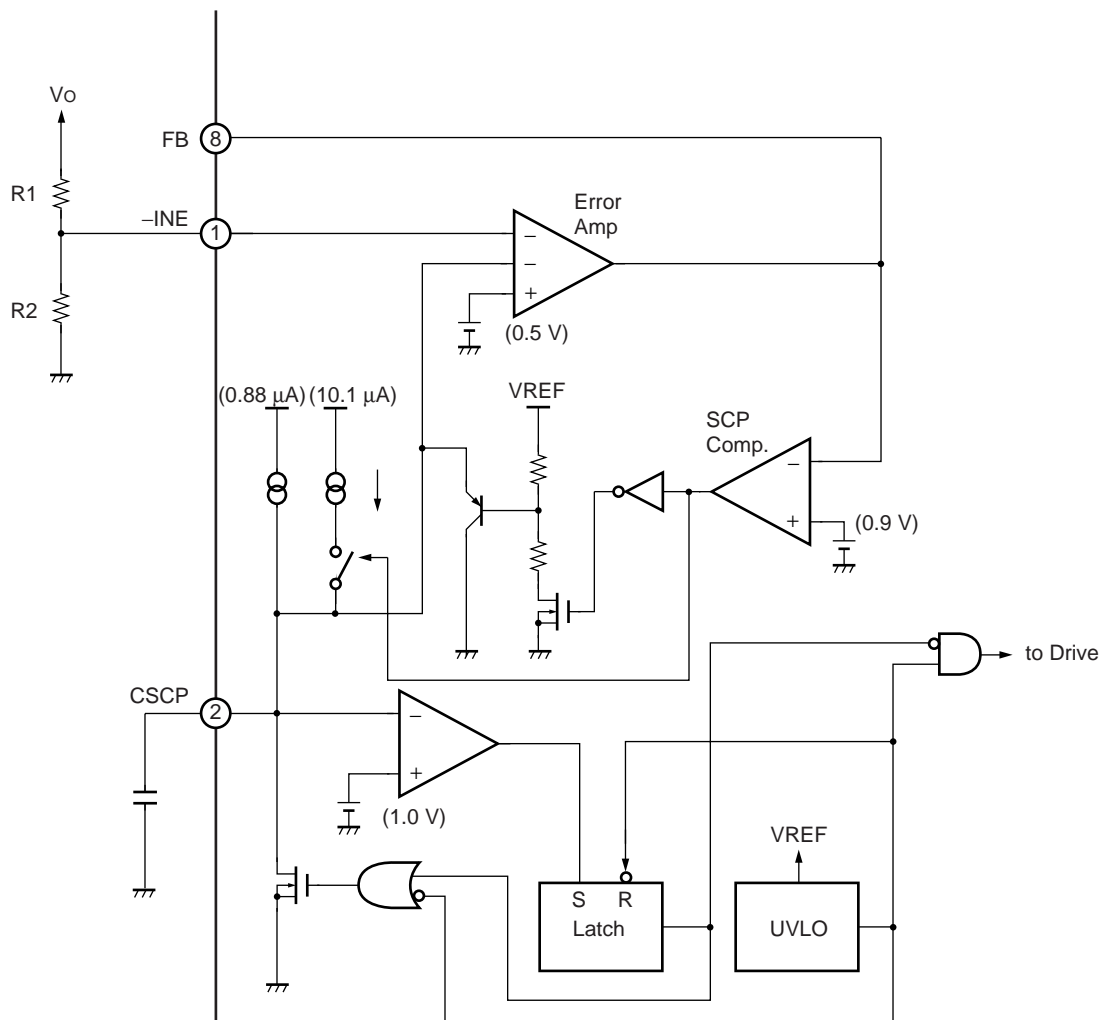 Vo
FB
8
R1
–INE
1
Error
Amp
−
−
+
R2
(0.5 V)
(0.88 μA)
(10.1 μA)
VREF
SCP
Comp.
−
+
(0.9 V)
to Drive
CSCP
2
−
+
(1.0 V)
VREF
S
R
Latch
UVLO